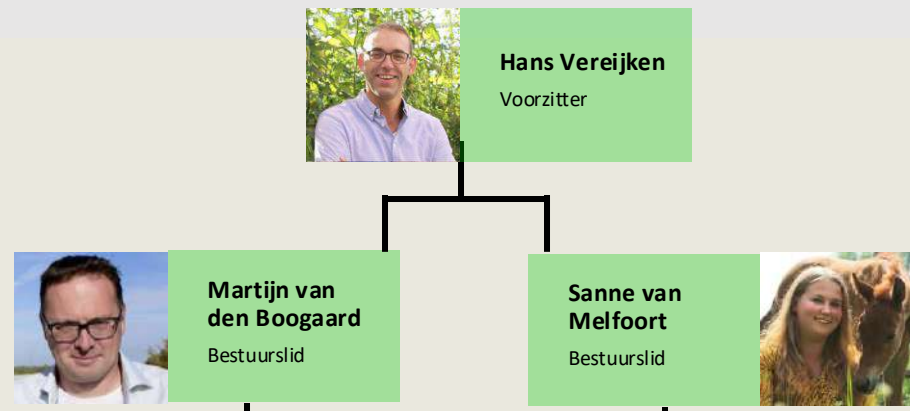 Hans Vereijken
Voorzitter
Martijn van
den Boogaard
Bestuurslid
Sanne van
Melfoort
Bestuurslid